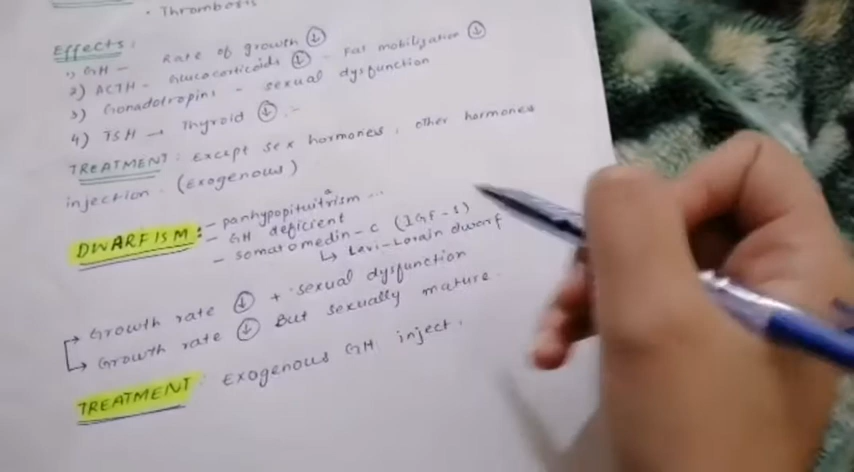 • Thrombosis
Effects:
1) GH – Rate of growth ↓
2) ACTH - Glucocorticoids ↓ - Fat mobilization ↓
3) Gonadotropins - sexual dysfunction
4) TSH → Thyroid ↓ –
TREATMENT: Except sex hormones, other hormones
injection. (Exogenous)
DWARFISM: – panhypopituitarism ...
– GH deficient
– somatomedin-C (IGF-1)
↳ Levi-Lorain dwarf
→ Growth rate ↓ + sexual dysfunction
→ Growth rate ↓ But sexually mature.
TREATMENT: Exogenous GH inject.